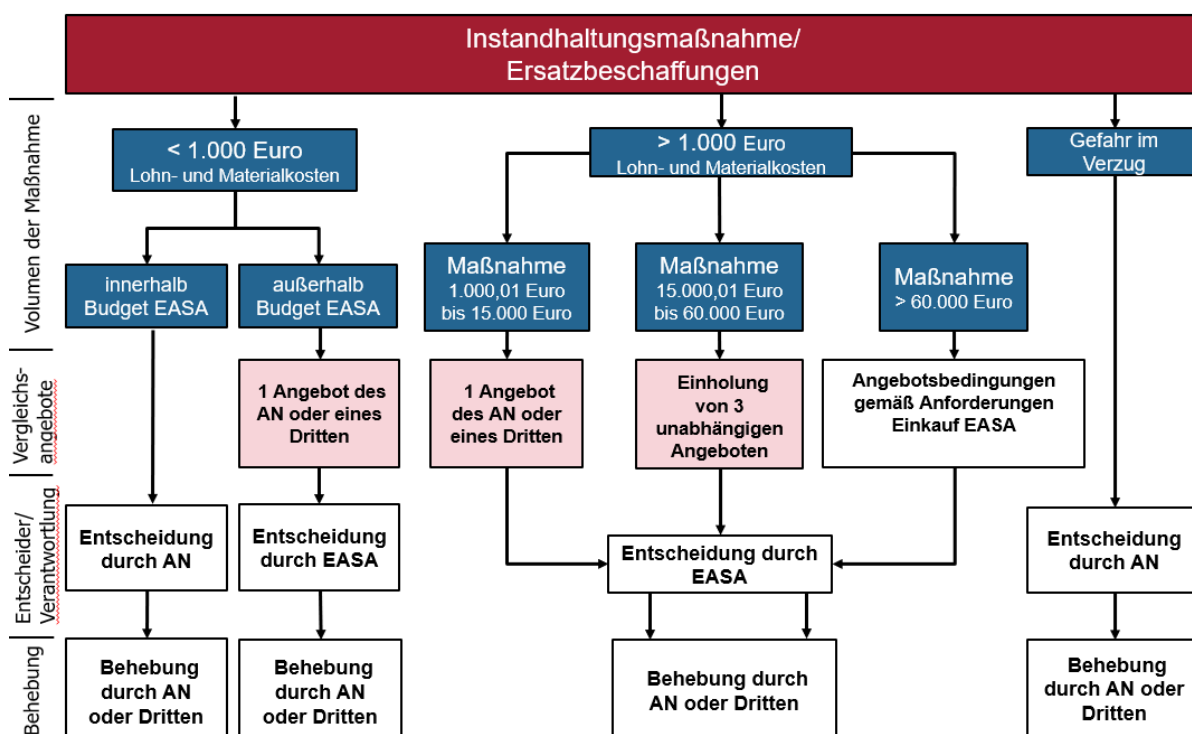 Instandhaltungsmaßnahme/
Ersatzbeschaffungen
Volumen der Maßnahme
< 1.000 Euro
Lohn- und Materialkosten
> 1.000 Euro
Lohn- und Materialkosten
Gefahr im
Verzug
innerhalb
Budget EASA
außerhalb
Budget EASA
Maßnahme
1.000,01 Euro
bis 15.000 Euro
Maßnahme
15.000,01 Euro
bis 60.000 Euro
Maßnahme
> 60.000 Euro
Vergleichs-
angebote
1 Angebot des
AN oder eines
Dritten
1 Angebot
des AN oder
eines Dritten
Einholung
von 3
unabhängigen
Angeboten
Angebotsbedingungen
gemäß Anforderungen
Einkauf EASA
Entscheider/
Verantwortlung
Entscheidung
durch AN
Entscheidung
durch EASA
Entscheidung durch
EASA
Entscheidung
durch AN
Behebung
Behebung
durch AN
oder Dritten
Behebung
durch AN
oder Dritten
Behebung durch
AN oder Dritten
Behebung
durch AN oder
Dritten